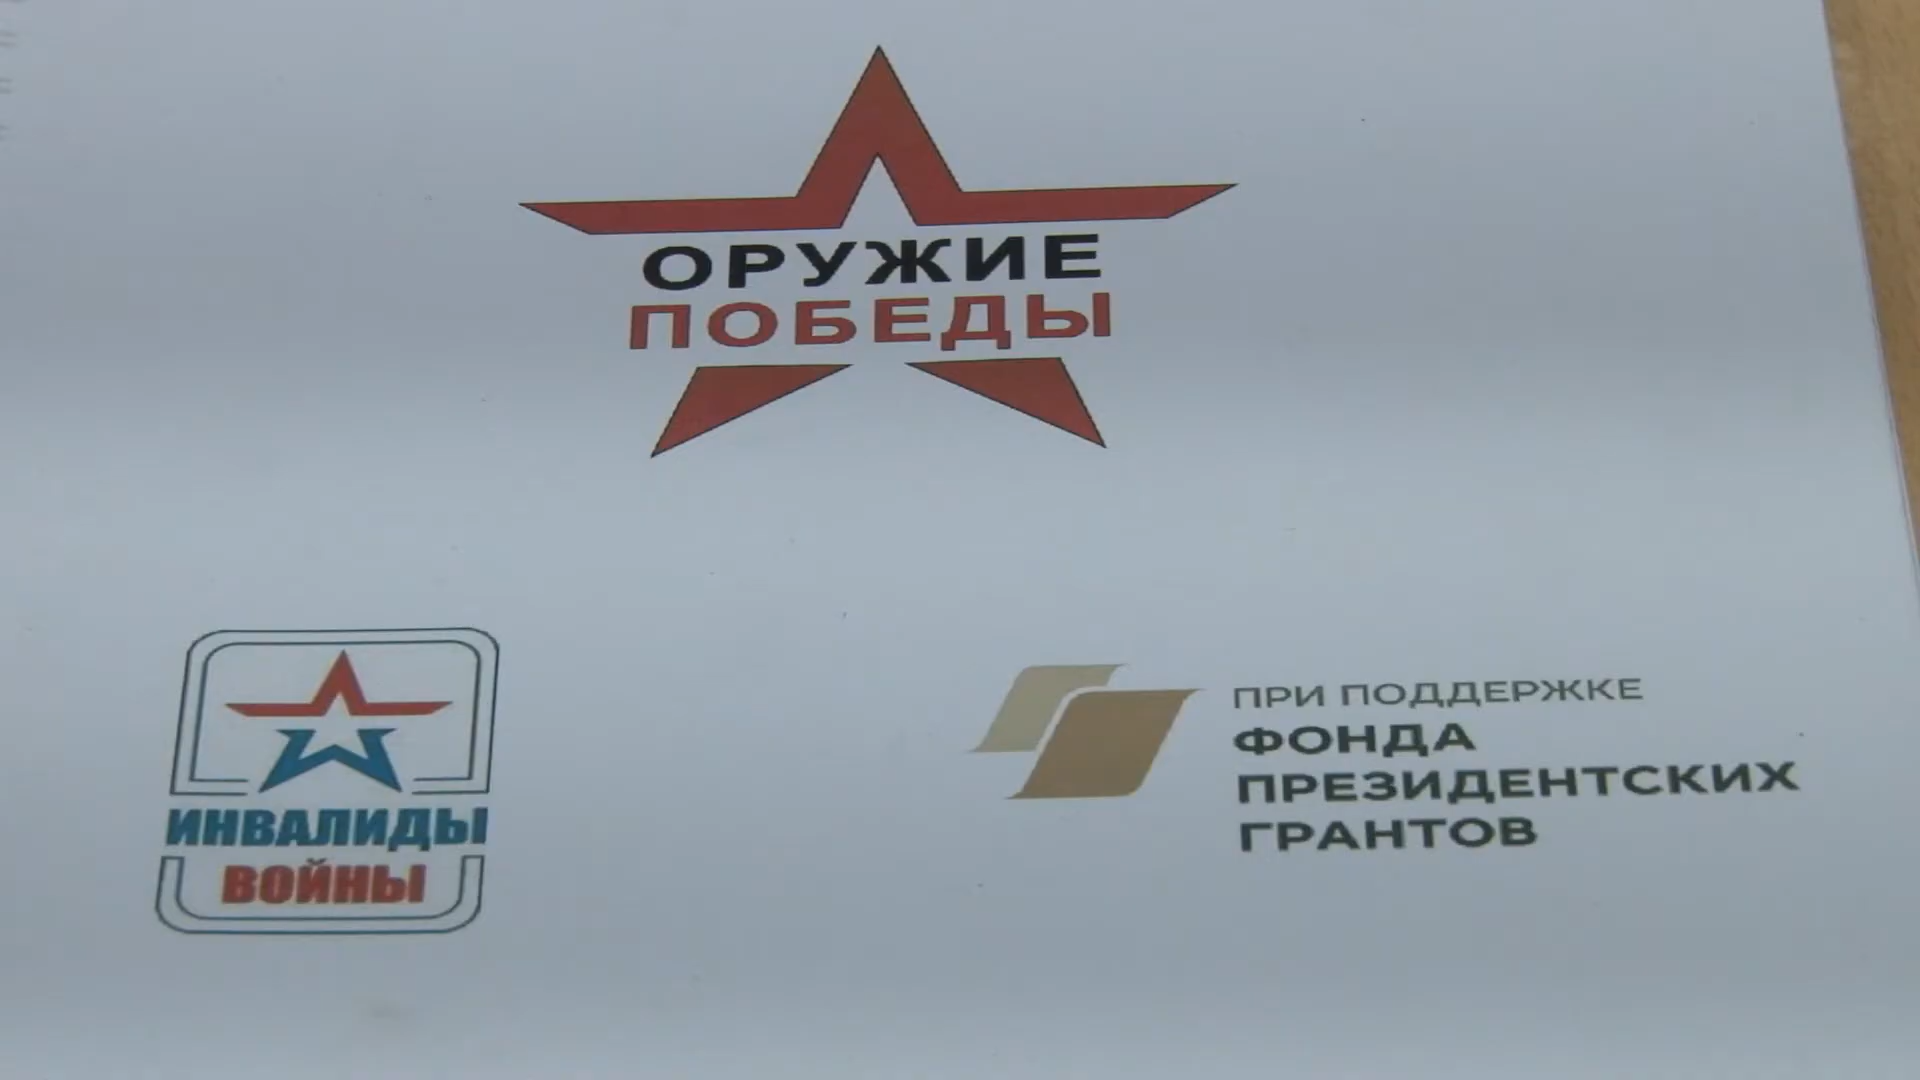 ОРУЖИЕ
ПОБЕДЫ
ИНВАЛИДЫ
ВОЙНЫ
ПРИ ПОДДЕРЖКЕ
ФОНДА
ПРЕЗИДЕНТСКИХ
ГРАНТОВ